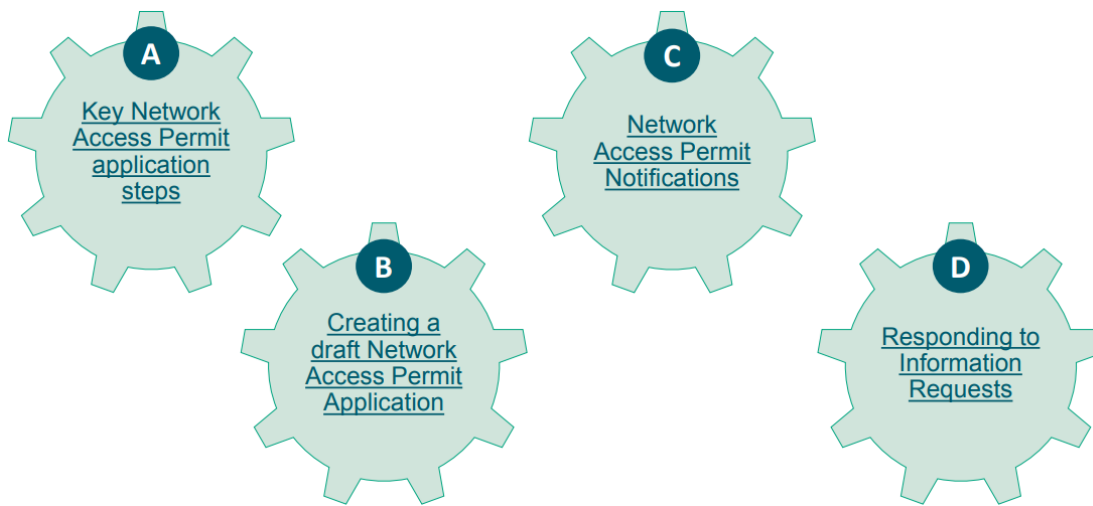 A
Key Network
Access Permit
application
steps
B
Creating a
draft Network
Access Permit
Application
C
Network
Access Permit
Notifications
D
Responding to
Information
Requests